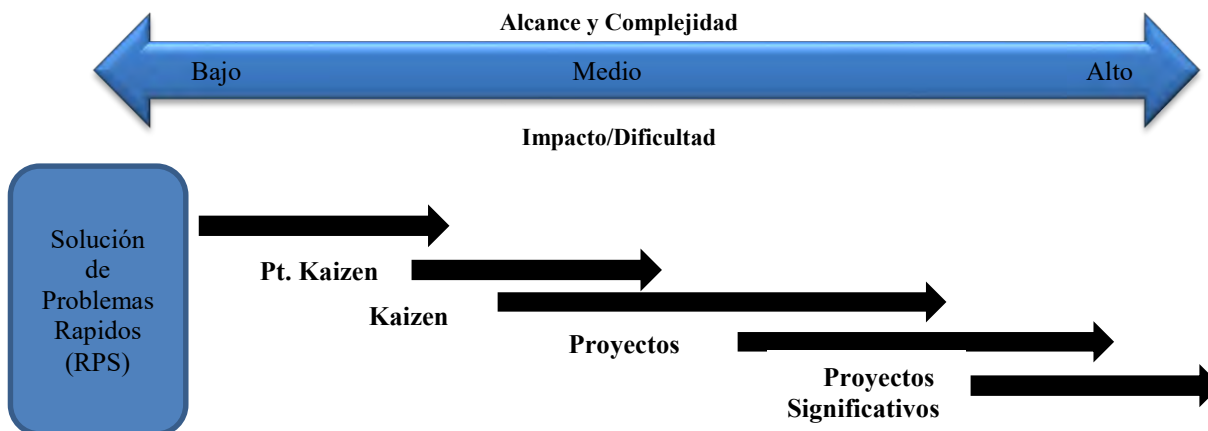 Alcance y Complejidad
Bajo Medio Alto
Impacto/Dificultad
Solución
de
Problemas
Rapidos
(RPS)
Pt. Kaizen
Kaizen
Proyectos
Proyectos
Significativos